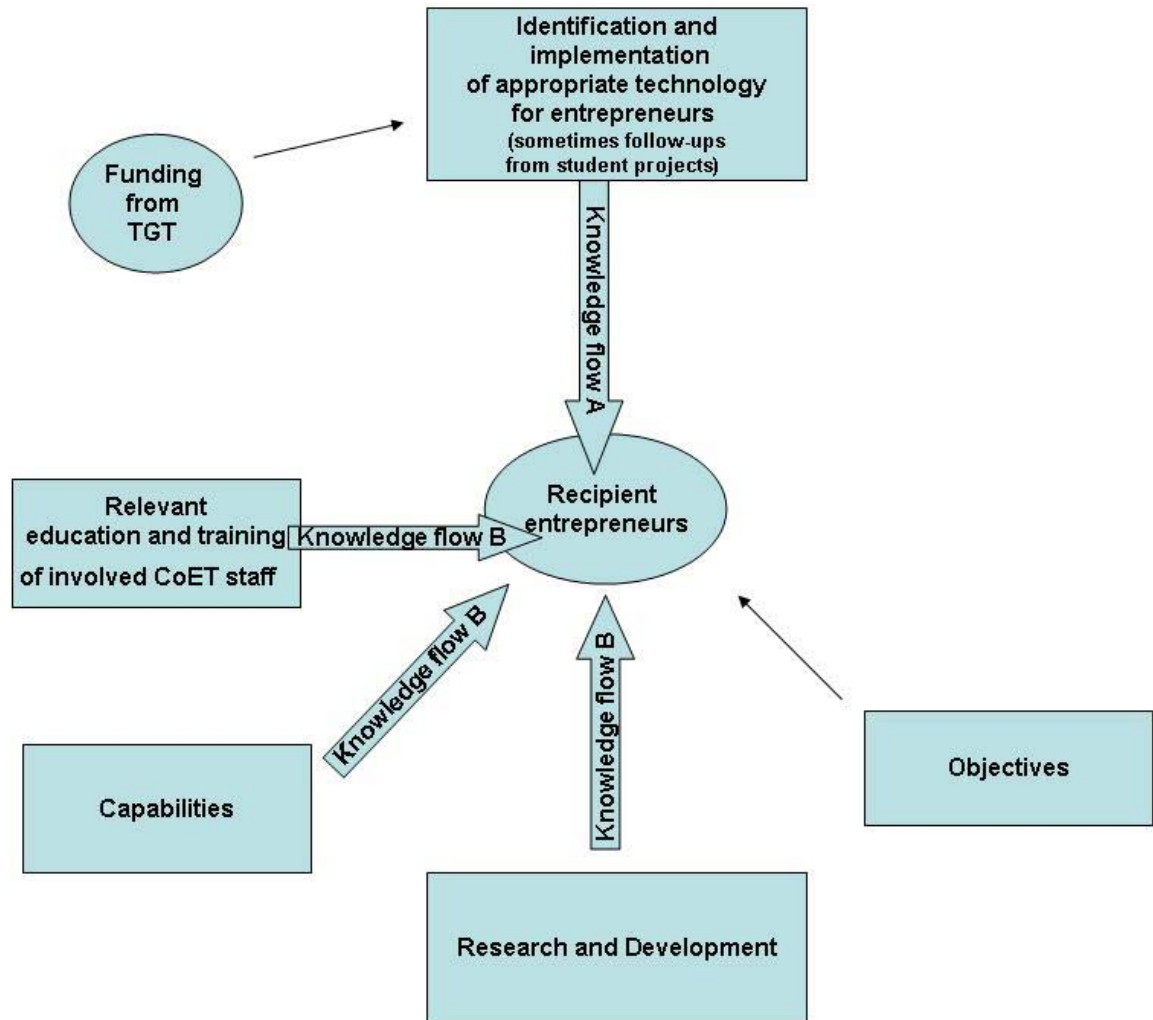 Identification and
implementation
of appropriate technology
for entrepreneurs
(sometimes follow-ups
from student projects)
Funding
from
TGT
Knowledge flow A
Recipient
entrepreneurs
Relevant
education and training
of involved CoET staff
Knowledge flow B
Knowledge flow B
Knowledge flow B
Capabilities
Objectives
Research and Development